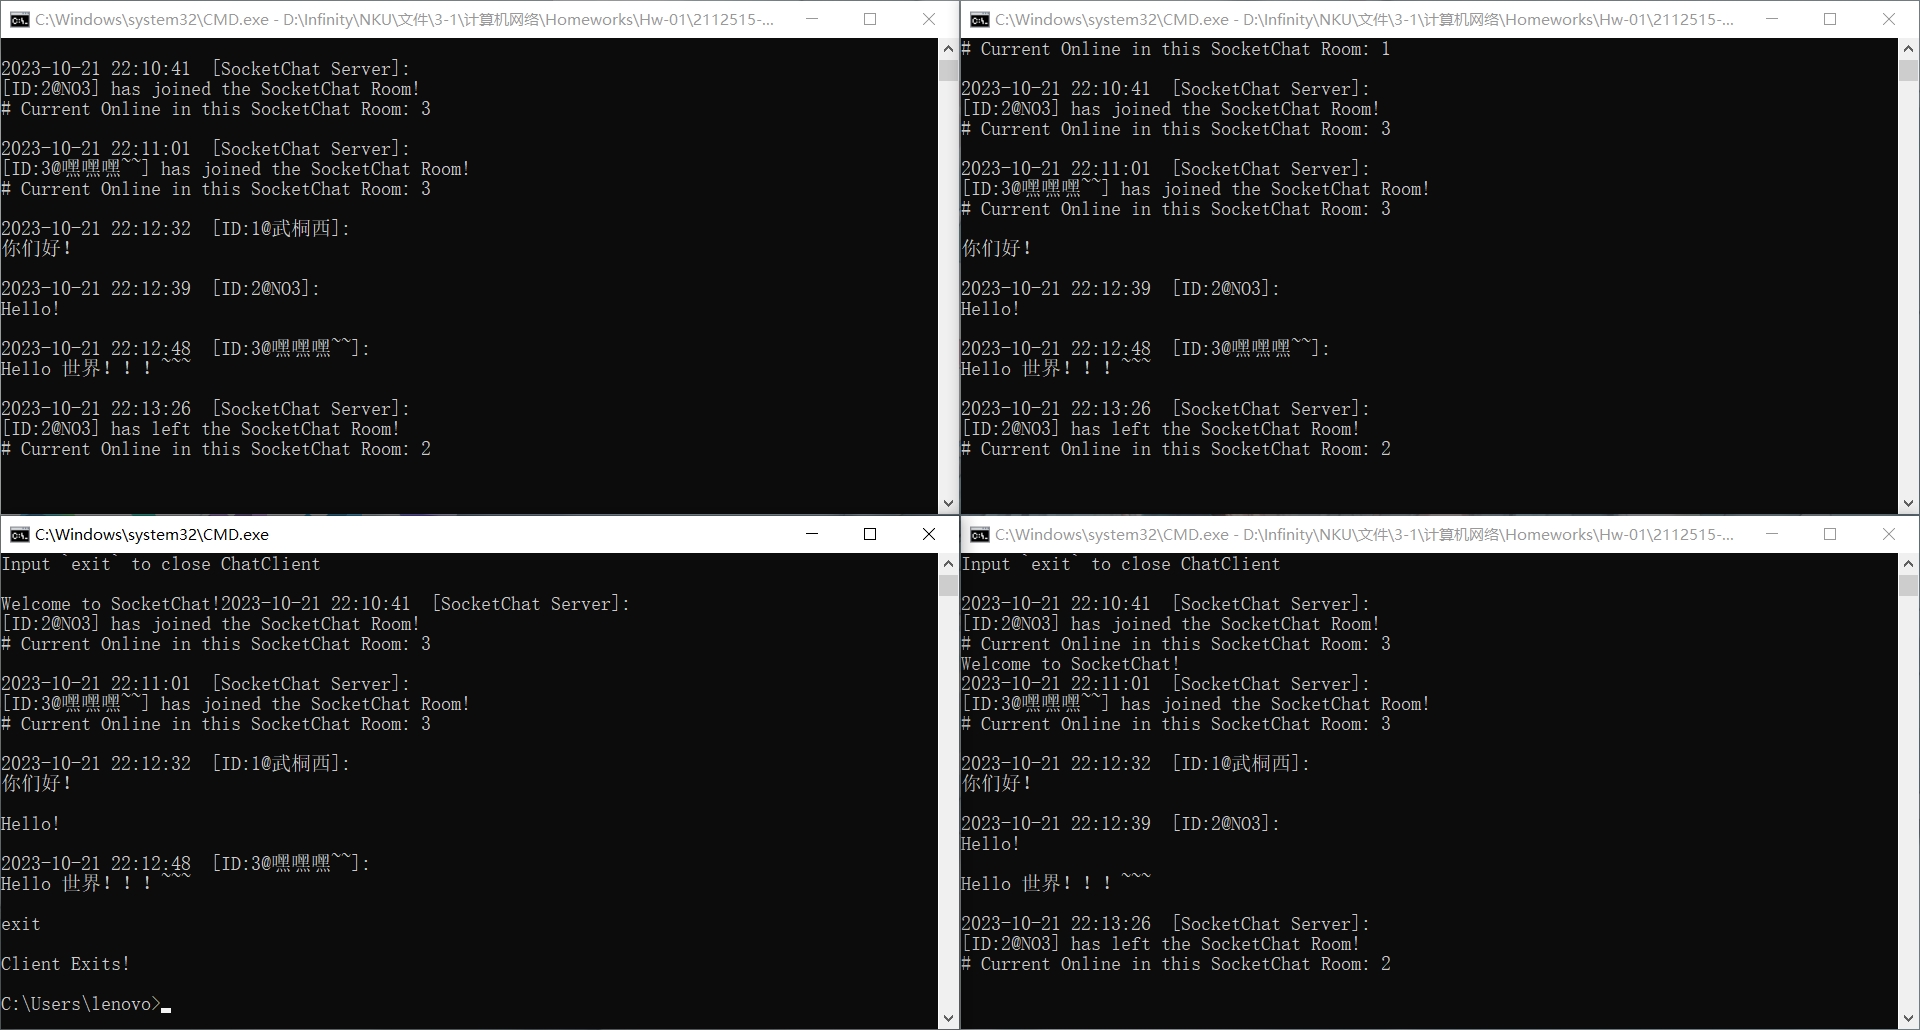 C:\Windows\system32\CMD.exe - D:\Infinity\NKU\文件\3-1\计算机网络\Homeworks\Hw-01\2112515-...
2023-10-21 22:10:41  [SocketChat Server]:
[ID:2@NO3] has joined the SocketChat Room!
# Current Online in this SocketChat Room: 3
2023-10-21 22:11:01  [SocketChat Server]:
[ID:3@嘿嘿嘿~~] has joined the SocketChat Room!
# Current Online in this SocketChat Room: 3
2023-10-21 22:12:32  [ID:1@武桐西]:
你们好!
2023-10-21 22:12:39  [ID:2@NO3]:
Hello!
2023-10-21 22:12:48  [ID:3@嘿嘿嘿~~]:
Hello 世界！！！~~~
2023-10-21 22:13:26  [SocketChat Server]:
[ID:2@NO3] has left the SocketChat Room!
# Current Online in this SocketChat Room: 2
C:\Windows\system32\CMD.exe - D:\Infinity\NKU\文件\3-1\计算机网络\Homeworks\Hw-01\2112515-...
# Current Online in this SocketChat Room: 1
2023-10-21 22:10:41  [SocketChat Server]:
[ID:2@NO3] has joined the SocketChat Room!
# Current Online in this SocketChat Room: 3
2023-10-21 22:11:01  [SocketChat Server]:
[ID:3@嘿嘿嘿~~] has joined the SocketChat Room!
# Current Online in this SocketChat Room: 3
你们好!
2023-10-21 22:12:39  [ID:2@NO3]:
Hello!
2023-10-21 22:12:48  [ID:3@嘿嘿嘿~~]:
Hello 世界！！！~~~
2023-10-21 22:13:26  [SocketChat Server]:
[ID:2@NO3] has left the SocketChat Room!
# Current Online in this SocketChat Room: 2
C:\Windows\system32\CMD.exe
Input `exit` to close ChatClient
Welcome to SocketChat!2023-10-21 22:10:41  [SocketChat Server]:
[ID:2@NO3] has joined the SocketChat Room!
# Current Online in this SocketChat Room: 3
2023-10-21 22:11:01  [SocketChat Server]:
[ID:3@嘿嘿嘿~~] has joined the SocketChat Room!
# Current Online in this SocketChat Room: 3
2023-10-21 22:12:32  [ID:1@武桐西]:
你们好!
Hello!
2023-10-21 22:12:48  [ID:3@嘿嘿嘿~~]:
Hello 世界！！！~~~
exit
Client Exits!
C:\Users\lenovo>
C:\Windows\system32\CMD.exe - D:\Infinity\NKU\文件\3-1\计算机网络\Homeworks\Hw-01\2112515-...
Input `exit` to close ChatClient
2023-10-21 22:10:41  [SocketChat Server]:
[ID:2@NO3] has joined the SocketChat Room!
# Current Online in this SocketChat Room: 3
Welcome to SocketChat!
2023-10-21 22:11:01  [SocketChat Server]:
[ID:3@嘿嘿嘿~~] has joined the SocketChat Room!
# Current Online in this SocketChat Room: 3
2023-10-21 22:12:32  [ID:1@武桐西]:
你们好!
2023-10-21 22:12:39  [ID:2@NO3]:
Hello!
Hello 世界！！！~~~
2023-10-21 22:13:26  [SocketChat Server]:
[ID:2@NO3] has left the SocketChat Room!
# Current Online in this SocketChat Room: 2